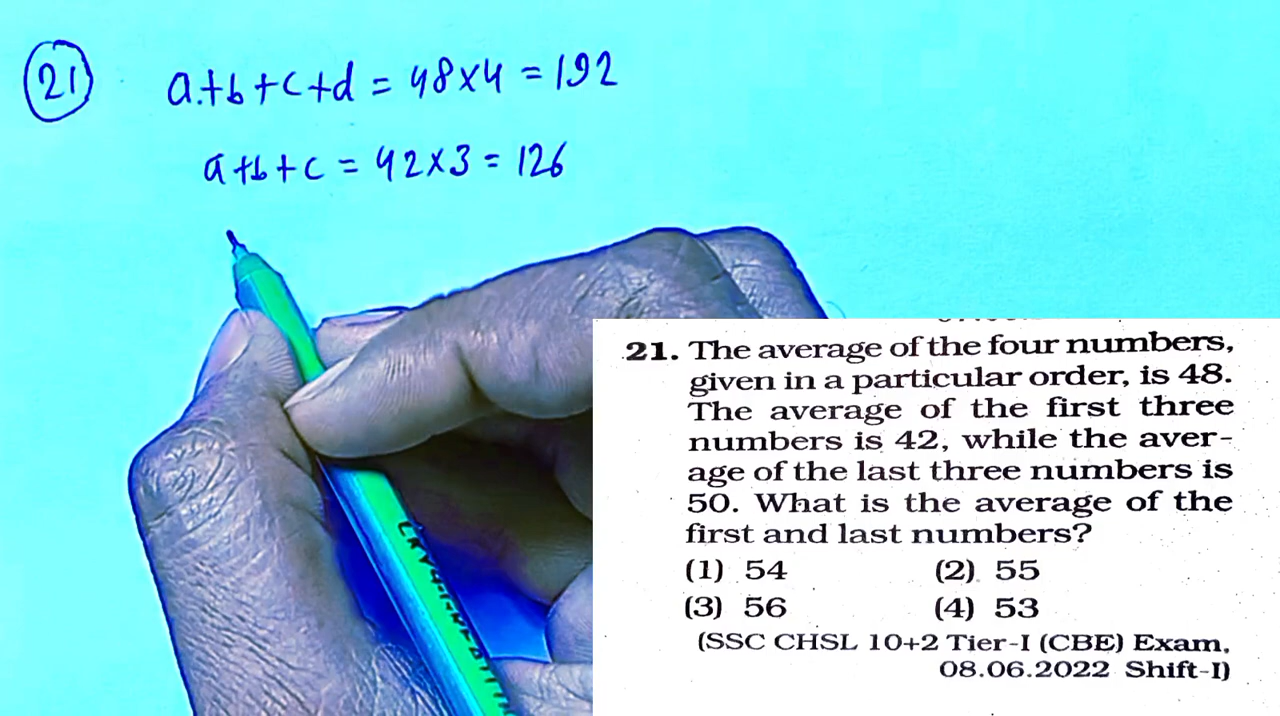 21
a+b+c+d = 48×4 = 192
a+b+c = 42×3 = 126
21. The average of the four numbers,
given in a particular order, is 48.
The average of the first three
numbers is 42, while the aver-
age of the last three numbers is
50. What is the average of the
first and last numbers?
(1) 54 (2) 55
(3) 56 (4) 53
(SSC CHSL 10+2 Tier-I (CBE) Exam,
08.06.2022 Shift-I)